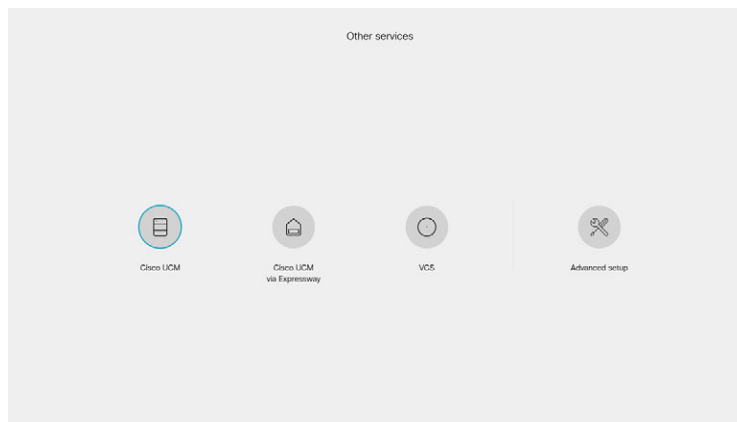 Other services
Cisco UCM
Cisco UCM
via Expressway
VCS
Advanced setup